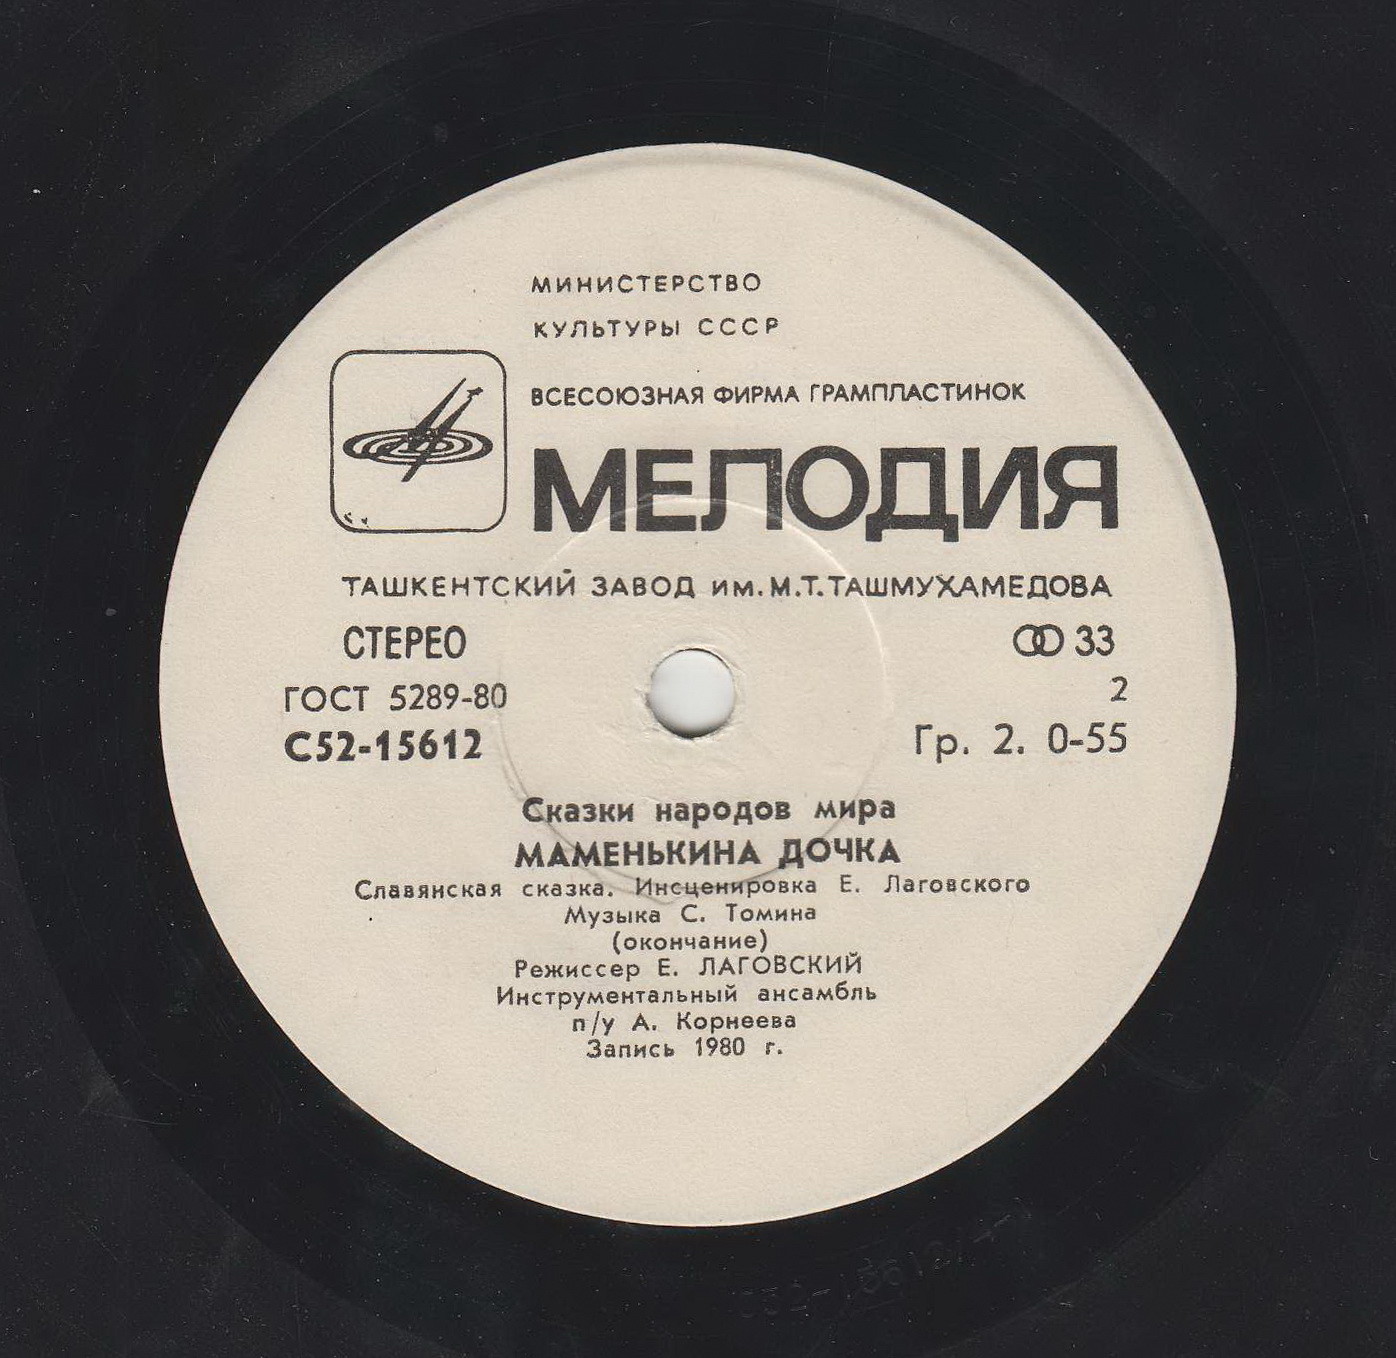 МИНИСТЕРСТВО
КУЛЬТУРЫ СССР
ВСЕСОЮЗНАЯ ФИРМА ГРАМПЛАСТИНОК
МЕЛОДИЯ
ТАШКЕНТСКИЙ ЗАВОД им. М.Т.ТАШМУХАМЕДОВА
СТЕРЕО 33
2
ГОСТ 5289-80
С52-15612 Гр. 2. 0-55
Сказки народов мира
МАМЕНЬКИНА ДОЧКА
Славянская сказка. Инсценировка Е. Лаговского
Музыка С. Томина
(окончание)
Режиссер Е. ЛАГОВСКИЙ
Инструментальный ансамбль
п/у А. Корнеева
Запись 1980 г.